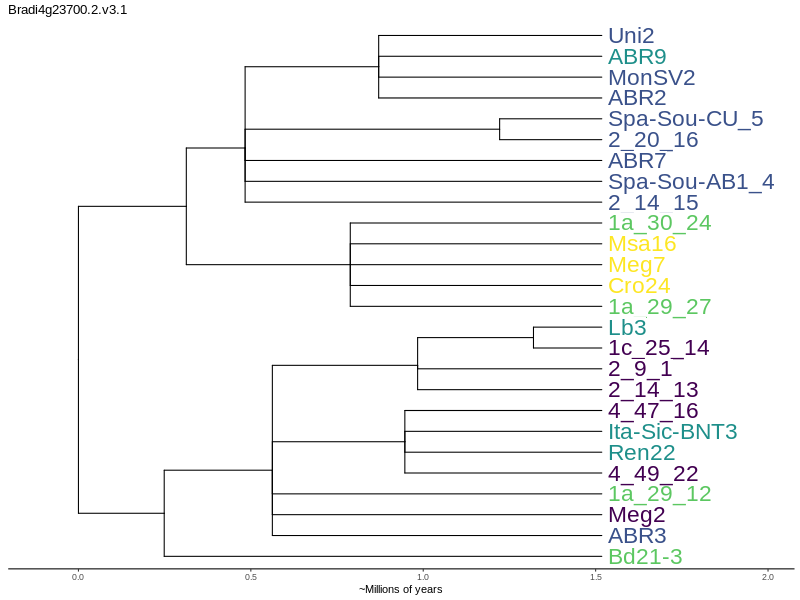 Bradi4g23700.2.v3.1
Uni2
ABR9
MonSV2
ABR2
Spa-Sou-CU_5
2_20_16
ABR7
Spa-Sou-AB1_4
2_14_15
1a_30_24
Msa16
Meg7
Cro24
1a_29_27
Lb3
1c_25_14
2_9_1
2_14_13
4_47_16
Ita-Sic-BNT3
Ren22
4_49_22
1a_29_12
Meg2
ABR3
Bd21-3
0.0 0.5 1.0 1.5 2.0
~Millions of years